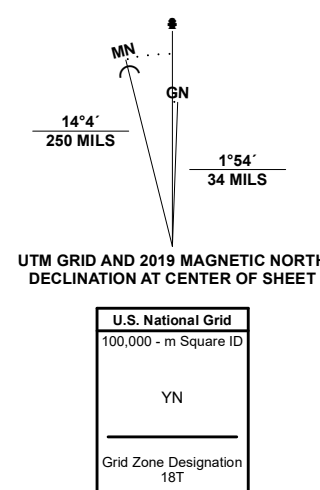 MN
GN
14°4´
250 MILS
1°54´
34 MILS
UTM GRID AND 2019 MAGNETIC NORTH
DECLINATION AT CENTER OF SHEET
U.S. National Grid
100,000 - m Square ID
YN
Grid Zone Designation
18T